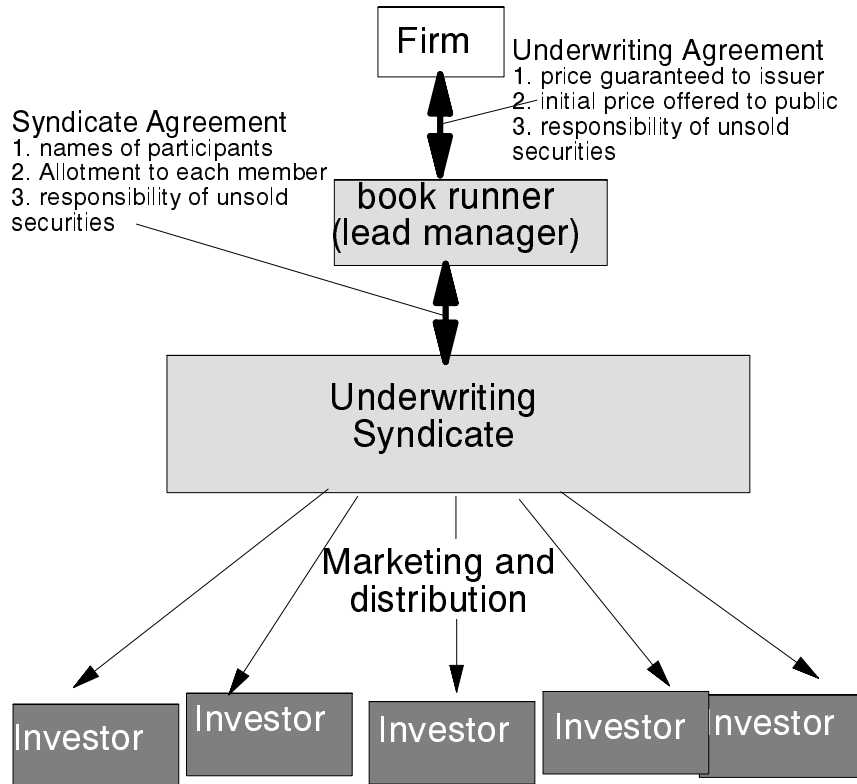 Firm
Underwriting Agreement
1. price guaranteed to issuer
2. initial price offered to public
3. responsibility of unsold
securities
Syndicate Agreement
1. names of participants
2. Allotment to each member
3. responsibility of unsold
securities
book runner
(lead manager)
Underwriting
Syndicate
Marketing and
distribution
Investor
Investor
Investor
Investor
Investor